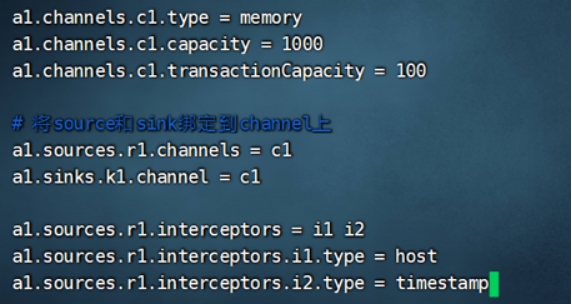 a1.channels.c1.type = memory
a1.channels.c1.capacity = 1000
a1.channels.c1.transactionCapacity = 100
# 将source和sink绑定到channel上
a1.sources.r1.channels = c1
a1.sinks.k1.channel = c1
a1.sources.r1.interceptors = i1 i2
a1.sources.r1.interceptors.i1.type = host
a1.sources.r1.interceptors.i2.type = timestamp